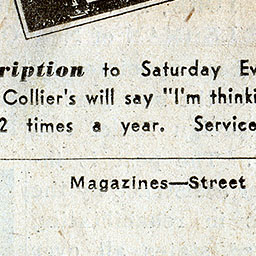 ription to Saturday Ev
Collier's will say "I'm thinki
2 times a year. Service
Magazines—Street